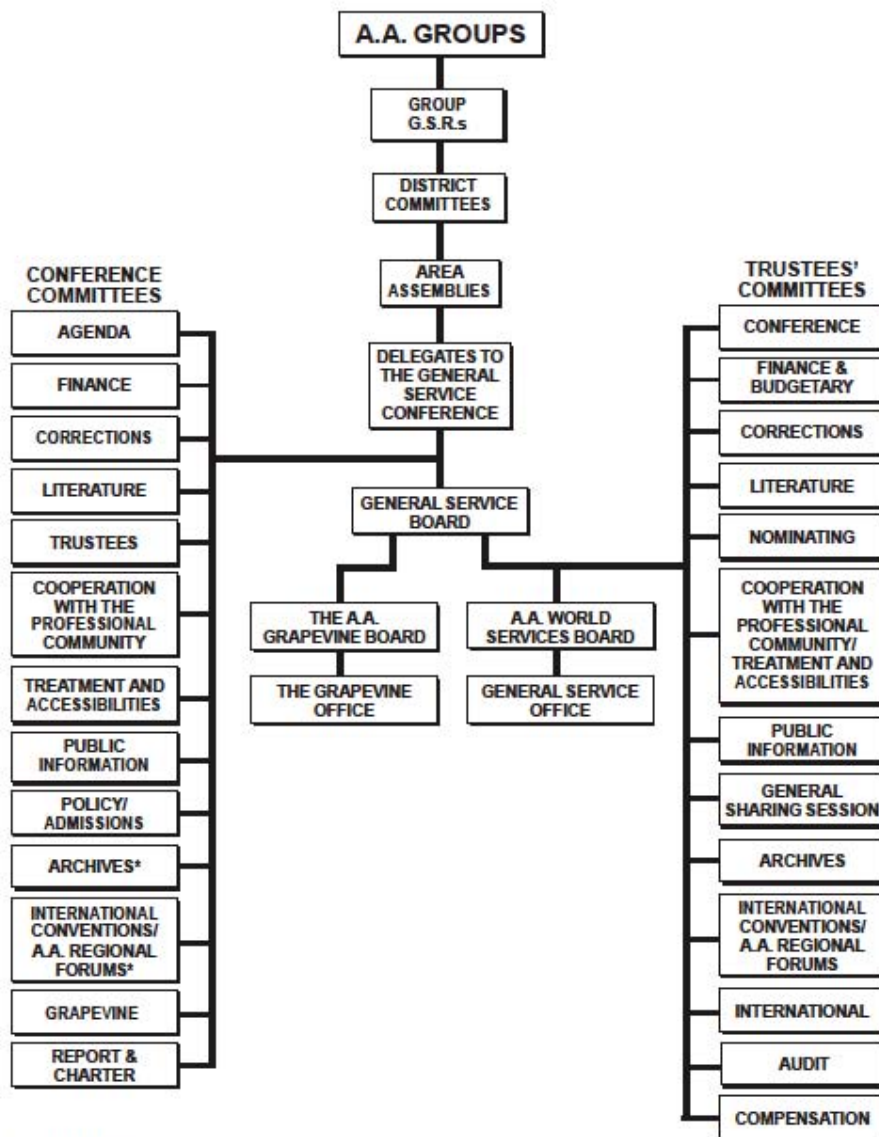 A.A. GROUPS
GROUP
G.S.R.s
DISTRICT
COMMITTEES
AREA
ASSEMBLIES
DELEGATES TO
THE GENERAL
SERVICE
CONFERENCE
GENERAL SERVICE
BOARD
THE A.A.
GRAPEVINE BOARD
THE GRAPEVINE
OFFICE
A.A. WORLD
SERVICES BOARD
GENERAL SERVICE
OFFICE
CONFERENCE
COMMITTEES
AGENDA
FINANCE
CORRECTIONS
LITERATURE
TRUSTEES
COOPERATION
WITH THE
PROFESSIONAL
COMMUNITY
TREATMENT AND
ACCESSIBILITIES
PUBLIC
INFORMATION
POLICY/
ADMISSIONS
ARCHIVES*
INTERNATIONAL
CONVENTIONS/
A.A. REGIONAL
FORUMS*
GRAPEVINE
REPORT &
CHARTER
TRUSTEES'
COMMITTEES
CONFERENCE
FINANCE &
BUDGETARY
CORRECTIONS
LITERATURE
NOMINATING
COOPERATION
WITH THE
PROFESSIONAL
COMMUNITY/
TREATMENT AND
ACCESSIBILITIES
PUBLIC
INFORMATION
GENERAL
SHARING SESSION
ARCHIVES
INTERNATIONAL
CONVENTIONS/
A.A. REGIONAL
FORUMS
INTERNATIONAL
AUDIT
COMPENSATION